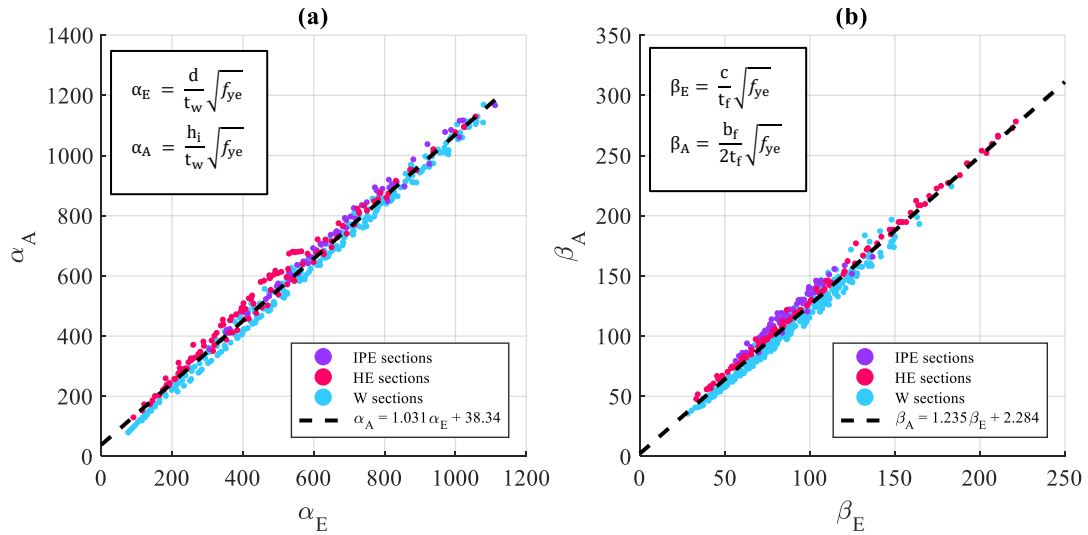 (a)
1400
1200
1000
800
600
400
200
0
α_A
α_E = d/t_w √f_ye
α_A = h_i/t_w √f_ye
IPE sections
HE sections
W sections
α_A = 1.031 α_E + 38.34
0 200 400 600 800 1000 1200
α_E
(b)
350
300
250
200
150
100
50
0
β_A
β_E = c/t_f √f_ye
β_A = b_f/2t_f √f_ye
IPE sections
HE sections
W sections
β_A = 1.235 β_E + 2.284
0 50 100 150 200 250
β_E